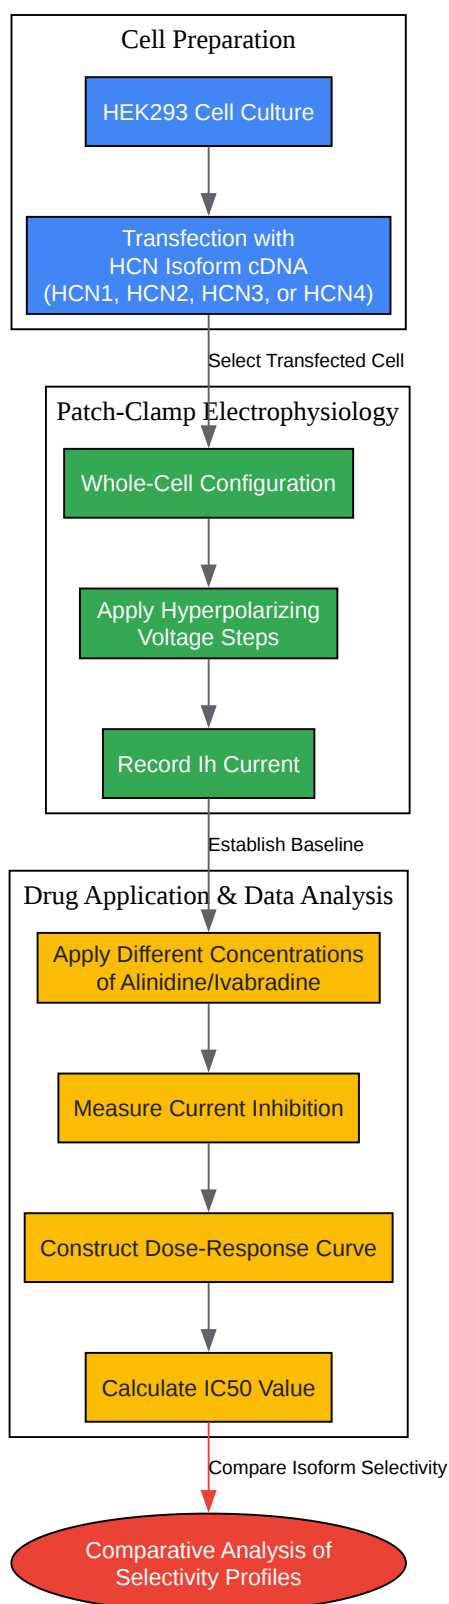 Cell Preparation
HEK293 Cell Culture
Transfection with
HCN Isoform cDNA
(HCN1, HCN2, HCN3, or HCN4)
Select Transfected Cell
Patch-Clamp Electrophysiology
Whole-Cell Configuration
Apply Hyperpolarizing
Voltage Steps
Record Ih Current
Establish Baseline
Drug Application & Data Analysis
Apply Different Concentrations
of Alinidine/Ivabradine
Measure Current Inhibition
Construct Dose-Response Curve
Calculate IC50 Value
Compare Isoform Selectivity
Comparative Analysis of
Selectivity Profiles